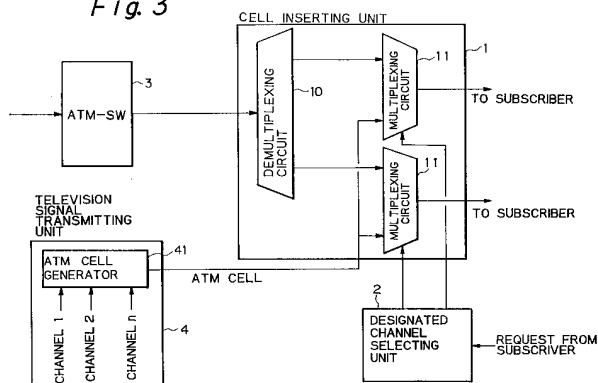 Fig. 3
CELL INSERTING UNIT
1
3
ATM-SW
10
DEMULTIPLEXING
CIRCUIT
11
MULTIPLEXING
CIRCUIT
TO SUBSCRIBER
11
MULTIPLEXING
CIRCUIT
TO SUBSCRIBER
TELEVISION
SIGNAL
TRANSMITTING
UNIT
41
ATM CELL
GENERATOR
ATM CELL
CHANNEL 1
CHANNEL 2
CHANNEL n
4
2
DESIGNATED
CHANNEL
SELECTING
UNIT
REQUEST FROM
SUBSCRIVER